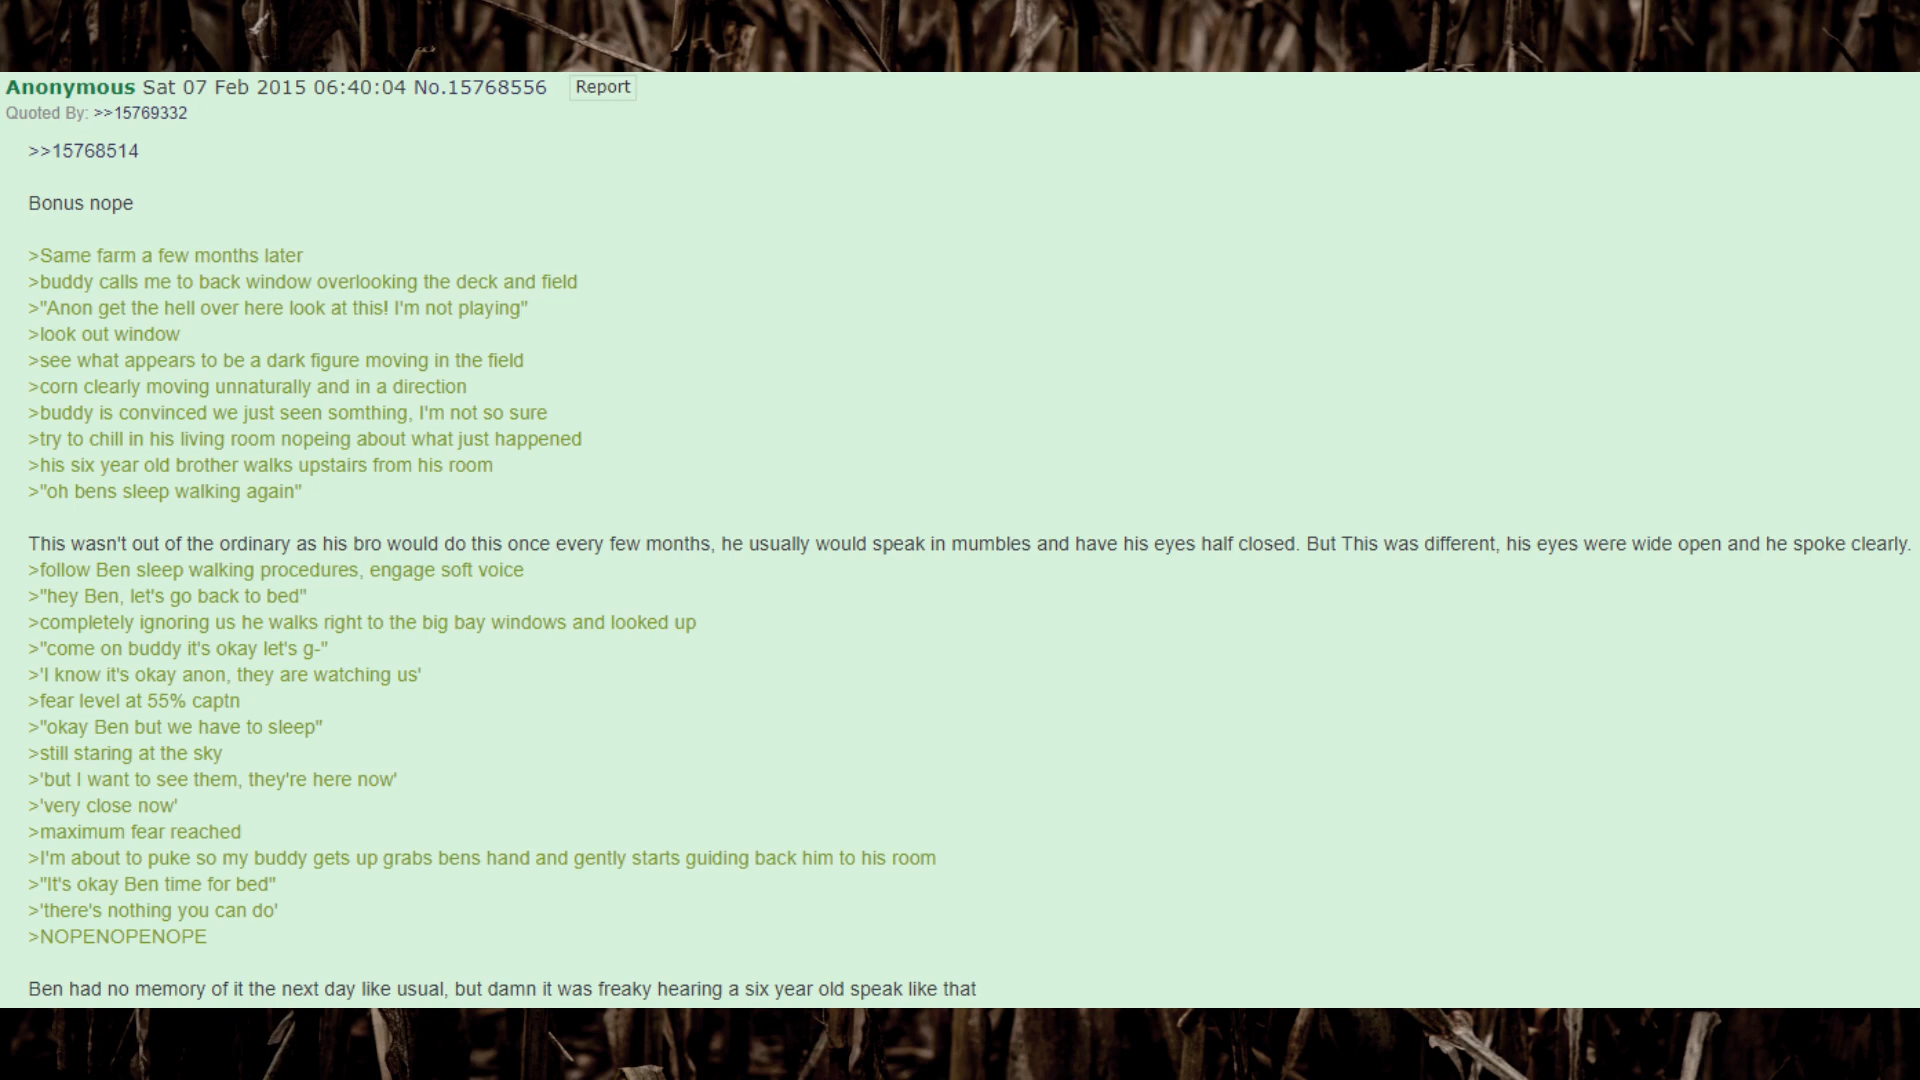 Anonymous Sat 07 Feb 2015 06:40:04 No.15768556 Report
Quoted By: >>15769332
>>15768514
Bonus nope
>Same farm a few months later
>buddy calls me to back window overlooking the deck and field
>"Anon get the hell over here look at this! I'm not playing"
>look out window
>see what appears to be a dark figure moving in the field
>corn clearly moving unnaturally and in a direction
>buddy is convinced we just seen somthing, I'm not so sure
>try to chill in his living room nopeing about what just happened
>his six year old brother walks upstairs from his room
>"oh bens sleep walking again"
This wasn't out of the ordinary as his bro would do this once every few months, he usually would speak in mumbles and have his eyes half closed. But This was different, his eyes were wide open and he spoke clearly.
>follow Ben sleep walking procedures, engage soft voice
>"hey Ben, let's go back to bed"
>completely ignoring us he walks right to the big bay windows and looked up
>"come on buddy it's okay let's g-"
>'I know it's okay anon, they are watching us'
>fear level at 55% captn
>"okay Ben but we have to sleep"
>still staring at the sky
>'but I want to see them, they're here now'
>'very close now'
>maximum fear reached
>I'm about to puke so my buddy gets up grabs bens hand and gently starts guiding back him to his room
>"It's okay Ben time for bed"
>'there's nothing you can do'
>NOPENOPENOPE
Ben had no memory of it the next day like usual, but damn it was freaky hearing a six year old speak like that